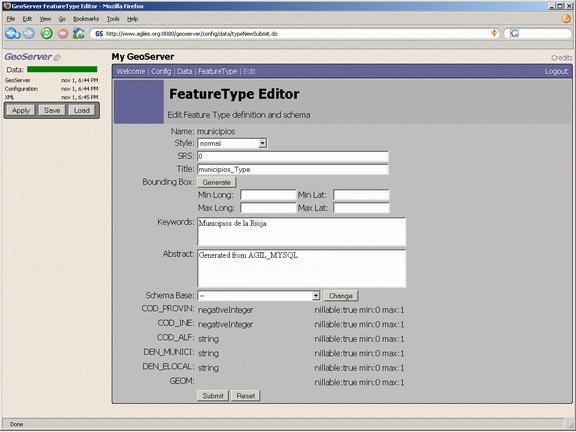 GeoServer FeatureType Editor - Mozilla Firefox
File Edit View Go Bookmarks Tools Help
GS http://www.agiles.org:8080/geoserver/config/data/typeNewSubmit.do
GeoServer
My GeoServer
Credits
Data:
Welcome | Config | Data | FeatureType | Edit
Logout
GeoServer nov 1, 6:44 PM
Configuration nov 1, 6:44 PM
XML nov 1, 6:45 PM
Apply Save Load
FeatureType Editor
Edit Feature Type definition and schema
Name: municipios
Style: normal
SRS: 0
Title: municipios_Type
Bounding Box: Generate
Min Long: Min Lat:
Max Long: Max Lat:
Keywords: Municipios de la Rioja
Abstract: Generated from AGIL_MYSQL
Schema Base: -- Change
COD_PROVIN: negativeInteger nillable:true min:0 max:1
COD_INE: negativeInteger nillable:true min:0 max:1
COD_ALF: string nillable:true min:0 max:1
DEN_MUNICI: string nillable:true min:0 max:1
DEN_ELOCAL: string nillable:true min:0 max:1
GEOM: nillable:true min:0 max:1
Submit Reset
Done